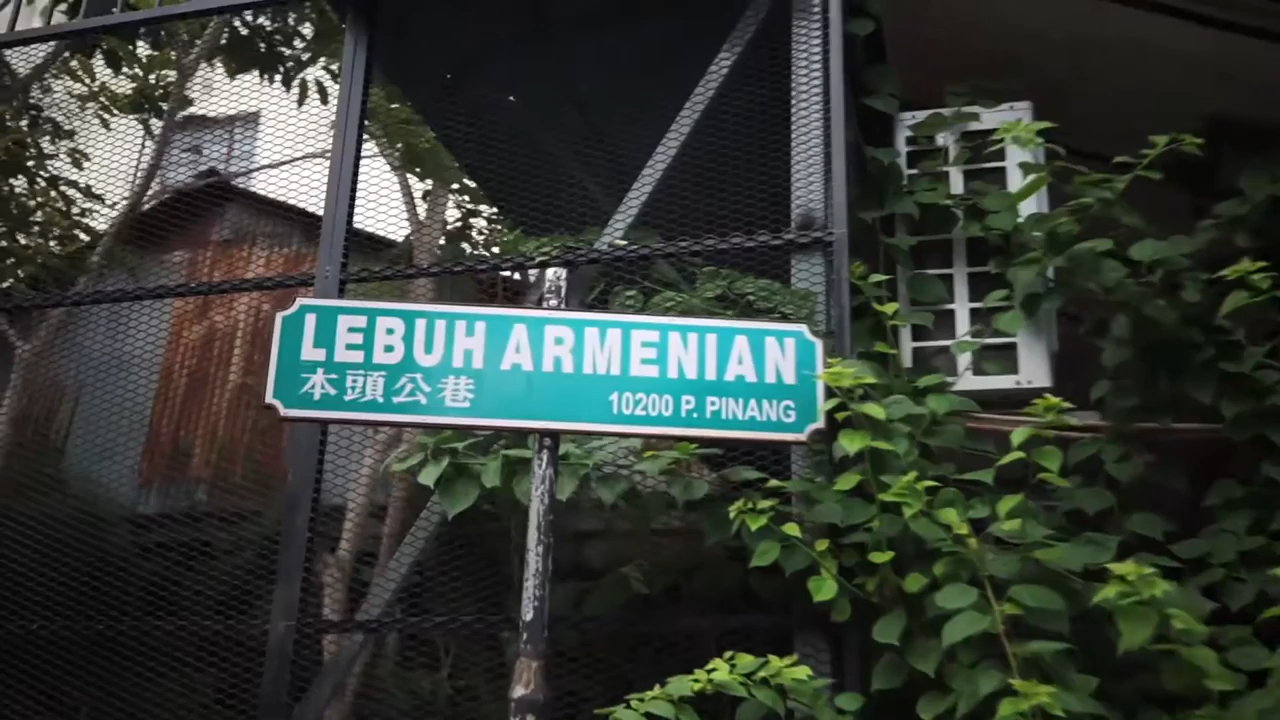 LEBUH ARMENIAN
本頭公巷
10200 P. PINANG